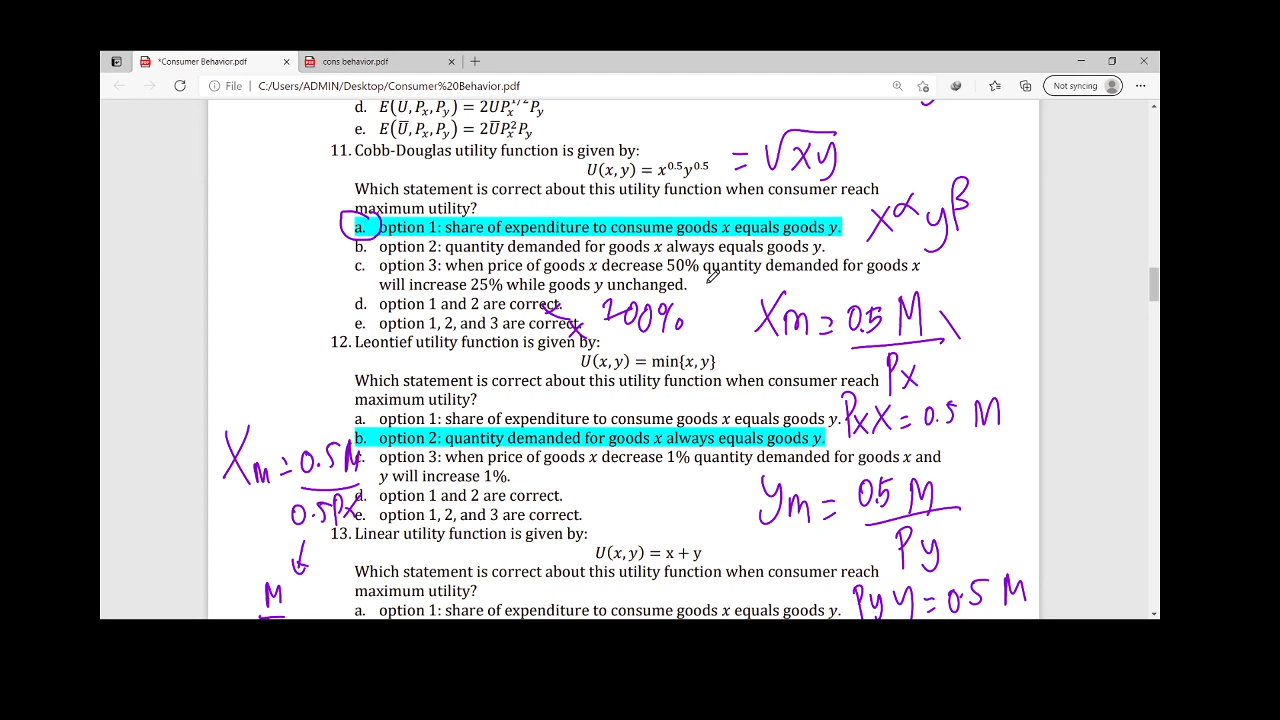 *Consumer Behavior.pdf
cons behavior.pdf
File C:/Users/ADMIN/Desktop/Consumer%20Behavior.pdf
Not syncing
d. E(U, Pₓ, Pᵧ) = 2UPₓ¹ᐟ²Pᵧ
e. E(Ū, Pₓ, Pᵧ) = 2ŪPₓ²Pᵧ
11. Cobb-Douglas utility function is given by:
U(x, y) = x⁰·⁵y⁰·⁵ = √xy
Which statement is correct about this utility function when consumer reach
maximum utility?
x^α y^β
a. option 1: share of expenditure to consume goods x equals goods y.
b. option 2: quantity demanded for goods x always equals goods y.
c. option 3: when price of goods x decrease 50% quantity demanded for goods x
will increase 25% while goods y unchanged.
d. option 1 and 2 are correct.
e. option 1, 2, and 3 are correct.
200%
Xm = 0.5 M
Px
12. Leontief utility function is given by:
U(x, y) = min{x, y}
Which statement is correct about this utility function when consumer reach
maximum utility?
a. option 1: share of expenditure to consume goods x equals goods y.
PxX = 0.5 M
b. option 2: quantity demanded for goods x always equals goods y.
c. option 3: when price of goods x decrease 1% quantity demanded for goods x and
y will increase 1%.
d. option 1 and 2 are correct.
e. option 1, 2, and 3 are correct.
Xm = 0.5M
0.5Px
M
ym = 0.5 M
Py
13. Linear utility function is given by:
U(x, y) = x + y
Which statement is correct about this utility function when consumer reach
maximum utility?
a. option 1: share of expenditure to consume goods x equals goods y.
Py y = 0.5 M